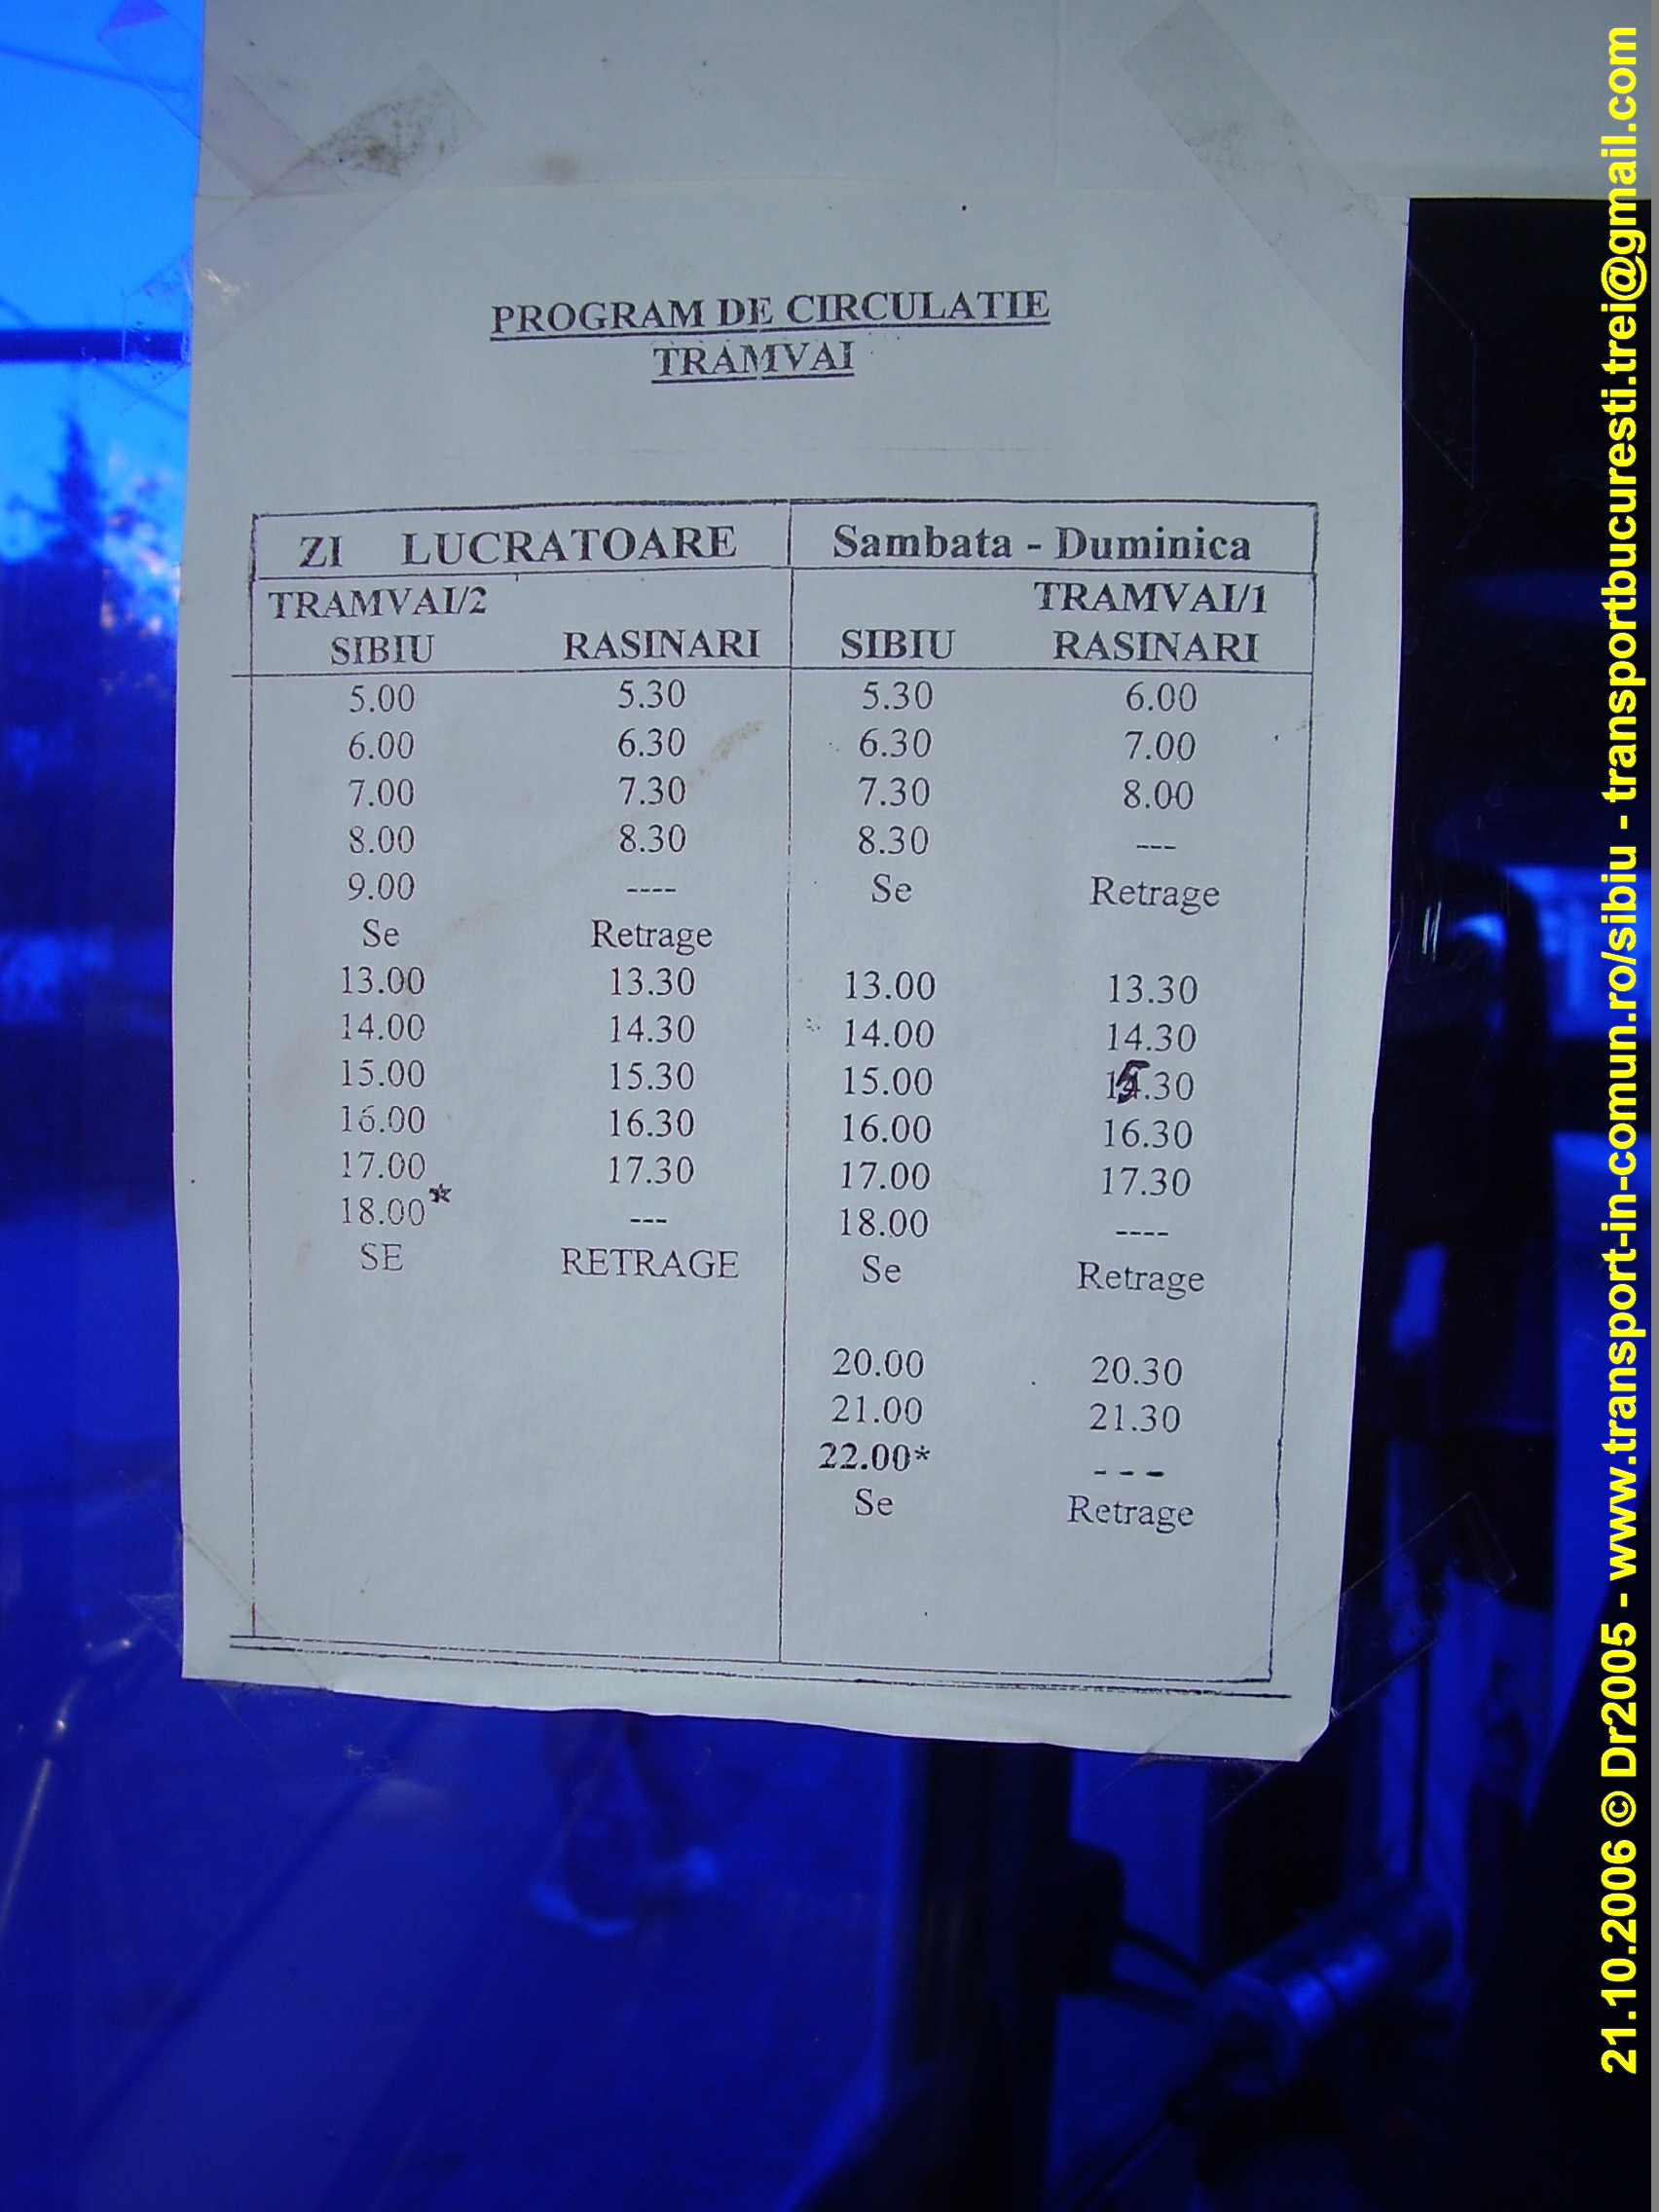 PROGRAM DE CIRCULATIE
TRAMVAI
ZI LUCRATOARE Sambata - Duminica
TRAMVAI/2 TRAMVAI/1
SIBIU RASINARI SIBIU RASINARI
5.00 5.30 5.30 6.00
6.00 6.30 6.30 7.00
7.00 7.30 7.30 8.00
8.00 8.30 8.30 ---
9.00 ---- Se Retrage
Se Retrage
13.00 13.30 13.00 13.30
14.00 14.30 14.00 14.30
15.00 15.30 15.00 15.30
16.00 16.30 16.00 16.30
17.00 17.30 17.00 17.30
18.00* --- 18.00 ----
SE RETRAGE Se Retrage
20.00 20.30
21.00 21.30
22.00* ---
Se Retrage
21.10.2006 © Dr2005 - www.transport-in-comun.ro/sibiu - transportbucuresti.trei@gmail.com